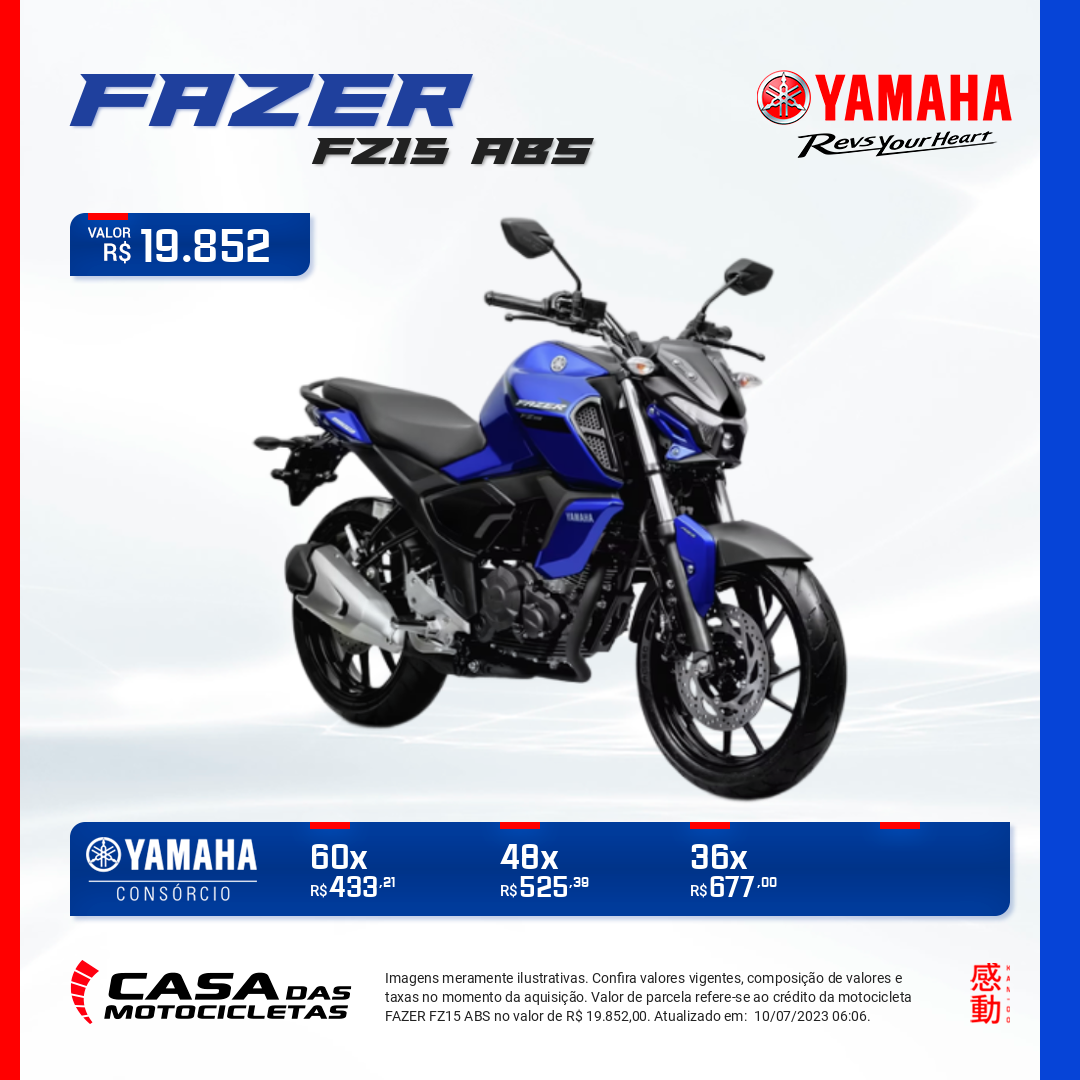 FAZER
FZ15 ABS
YAMAHA
Revs Your Heart
VALOR
R$ 19.852
FAZER
FZ15
YAMAHA
YAMAHA
CONSÓRCIO
60x
R$ 433,21
48x
R$ 525,39
36x
R$ 677,00
CASA DAS
MOTOCICLETAS
Imagens meramente ilustrativas. Confira valores vigentes, composição de valores e
taxas no momento da aquisição. Valor de parcela refere-se ao crédito da motocicleta
FAZER FZ15 ABS no valor de R$ 19.852,00. Atualizado em: 10/07/2023 06:06.
感動